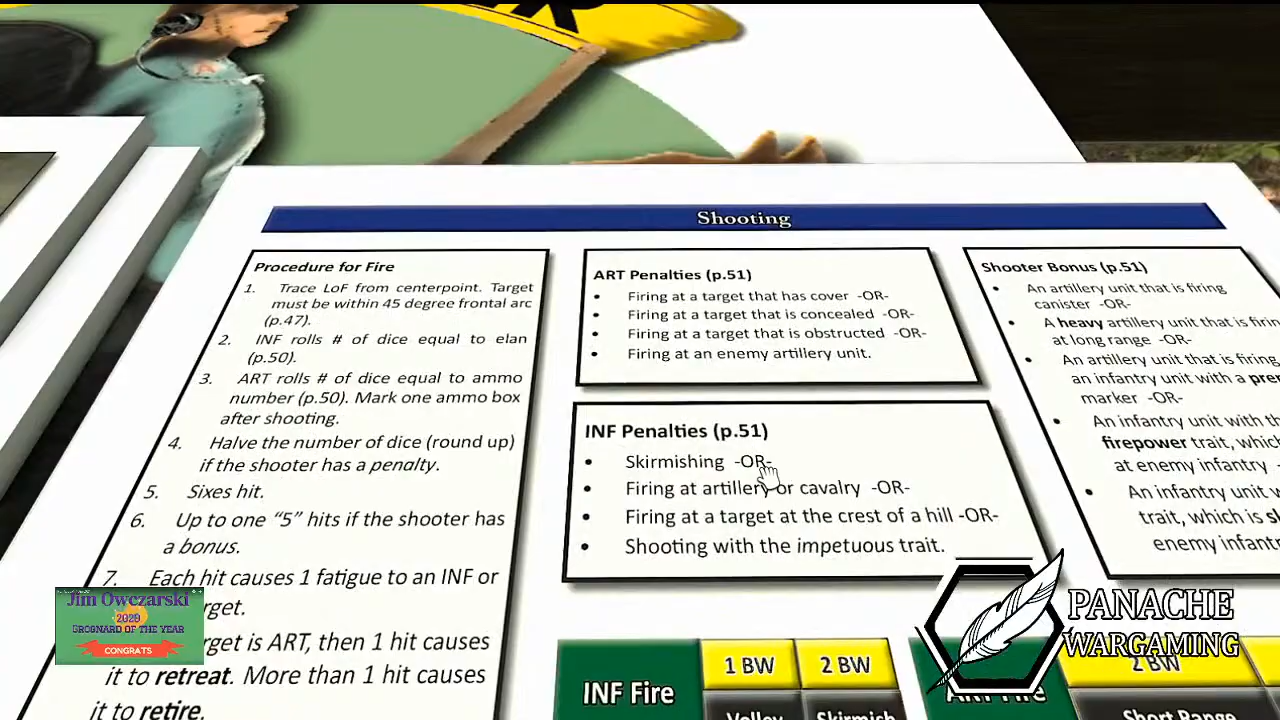 Shooting
Procedure for Fire
1. Trace LoF from centerpoint. Target
must be within 45 degree frontal arc
(p.47).
2. INF rolls # of dice equal to elan
(p.50).
3. ART rolls # of dice equal to ammo
number (p.50). Mark one ammo box
after shooting.
4. Halve the number of dice (round up)
if the shooter has a penalty.
5. Sixes hit.
6. Up to one “5” hits if the shooter has
a bonus.
7. Each hit causes 1 fatigue to an INF or
then 1 hit causes
it to retreat. More than 1 hit causes
it to retire.
ART Penalties (p.51)
• Firing at a target that has cover -OR-
• Firing at a target that is concealed -OR-
• Firing at a target that is obstructed -OR-
• Firing at an enemy artillery unit.
INF Penalties (p.51)
• Skirmishing -OR-
• Firing at artillery or cavalry -OR-
• Firing at a target at the crest of a hill -OR-
• Shooting with the impetuous trait.
Shooter Bonus (p.51)
• An artillery unit that is firing
canister -OR-
• A heavy artillery unit that is firing
at long range -OR-
• An artillery unit that is firing
an infantry unit with a
marker -OR-
• An infantry unit with the
firepower trait, which
at enemy infantry
• An infantry unit
trait, which is
enemy
INF Fire
1 BW
2 BW
Volley
Skirmish
2 BW
Short Range
Jim Owczarski
2020
GROGNARD OF THE YEAR
CONGRATS
PANACHE
WARGAMING